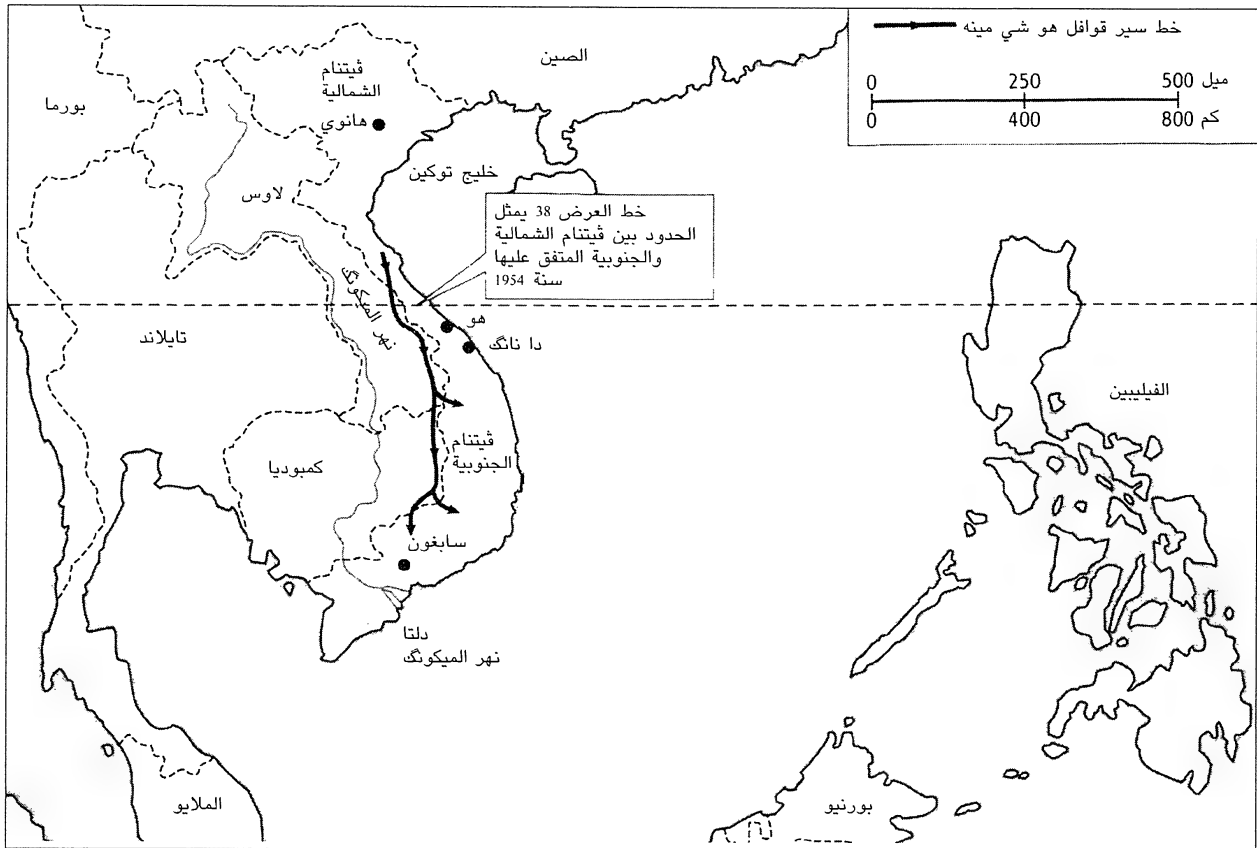 خط سير قوافل هو شي مينه
ميل 500 250 0
كم 800 400 0
الصين
ڤيتنام
الشمالية
هانوي
بورما
لاوس
خليج توكين
خط العرض 38 يمثل
الحدود بين ڤيتنام الشمالية
والجنوبية المتفق عليها
سنة 1954
نهر الميكونگ
هو
دا نانگ
تايلاند
الفيليبين
ڤيتنام
الجنوبية
كمبوديا
سايغون
دلتا
نهر الميكونگ
الملايو
بورنيو